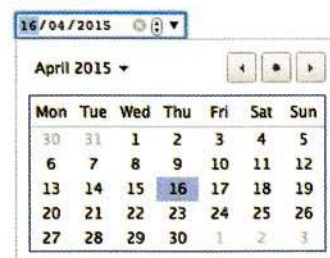 16/04/2015
April 2015
Mon Tue Wed Thu Fri Sat Sun
30 31 1 2 3 4 5
6 7 8 9 10 11 12
13 14 15 16 17 18 19
20 21 22 23 24 25 26
27 28 29 30 1 2 3